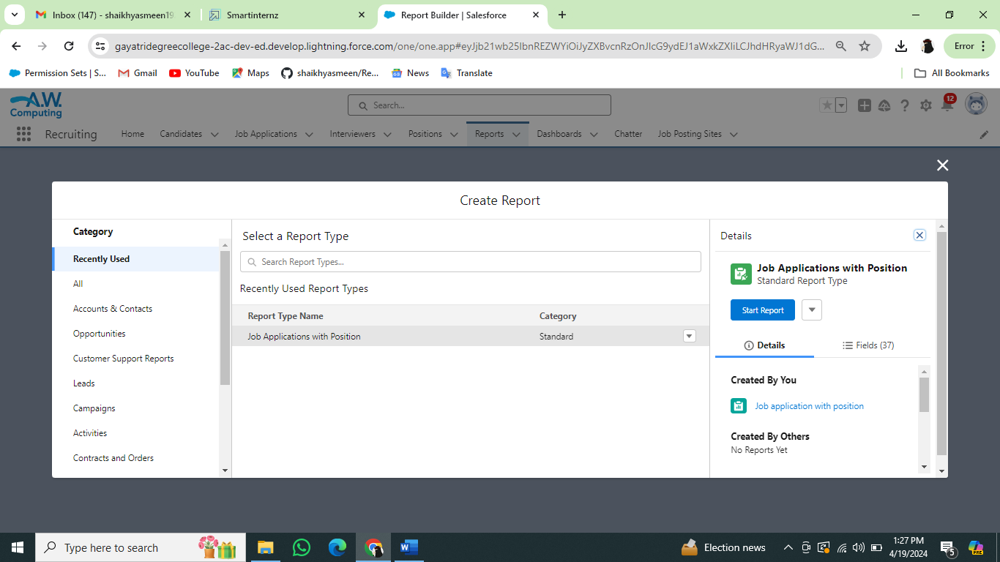 Inbox (147) - shaikhyasmeen19
Smartinternz
Report Builder | Salesforce
gayatridegreecollege-2ac-dev-ed.develop.lightning.force.com/one/one.app#eyJjb21wb25lbnREZWYiOiJyZXBvcnRzOnJlcG9ydEJ1aWxkZXIiLCJhdHRyaWJ1dG...
Error
Permission Sets | S...
Gmail
YouTube
Maps
shaikhyasmeen/Re...
News
Translate
All Bookmarks
A.W.
Computing
Search...
12
Recruiting
Home
Candidates
Job Applications
Interviewers
Positions
Reports
Dashboards
Chatter
Job Posting Sites
Create Report
Category
Recently Used
All
Accounts & Contacts
Opportunities
Customer Support Reports
Leads
Campaigns
Activities
Contracts and Orders
Select a Report Type
Search Report Types...
Recently Used Report Types
Report Type Name Category
Job Applications with Position Standard
Details
Job Applications with Position
Standard Report Type
Start Report
Details
Fields (37)
Created By You
Job application with position
Created By Others
No Reports Yet
Type here to search
Election news
1:27 PM
4/19/2024
5
PRE